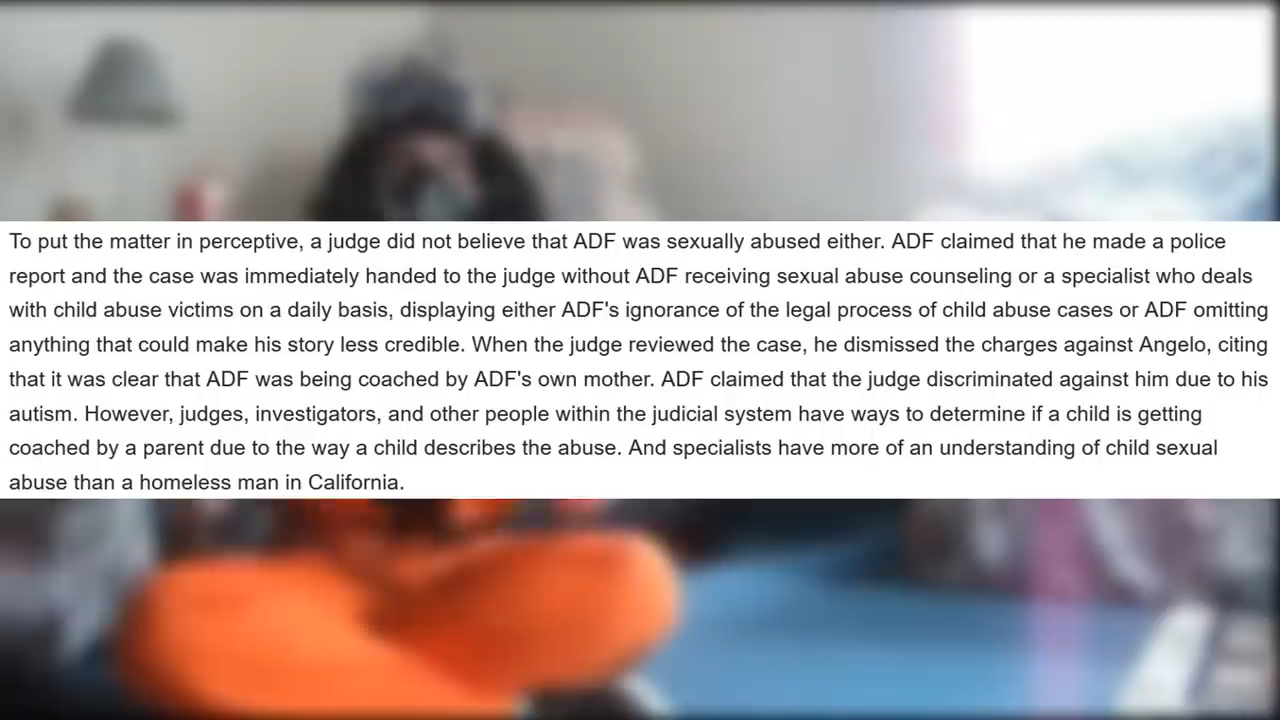 To put the matter in perceptive, a judge did not believe that ADF was sexually abused either. ADF claimed that he made a police
report and the case was immediately handed to the judge without ADF receiving sexual abuse counseling or a specialist who deals
with child abuse victims on a daily basis, displaying either ADF's ignorance of the legal process of child abuse cases or ADF omitting
anything that could make his story less credible. When the judge reviewed the case, he dismissed the charges against Angelo, citing
that it was clear that ADF was being coached by ADF's own mother. ADF claimed that the judge discriminated against him due to his
autism. However, judges, investigators, and other people within the judicial system have ways to determine if a child is getting
coached by a parent due to the way a child describes the abuse. And specialists have more of an understanding of child sexual
abuse than a homeless man in California.